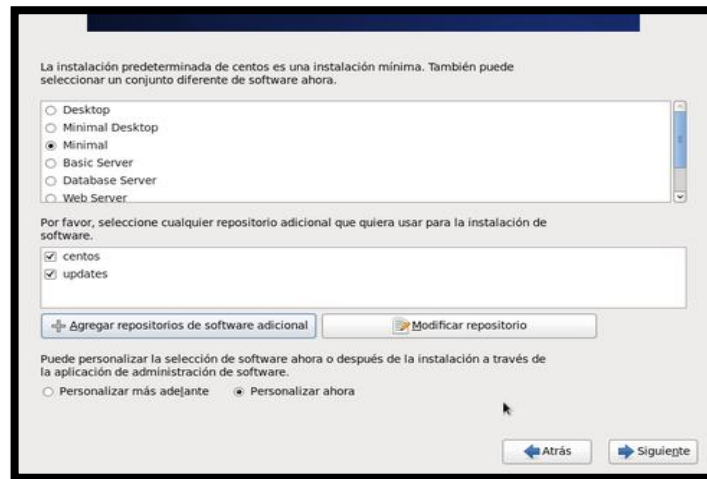 La instalación predeterminada de centos es una instalación mínima. También puede
seleccionar un conjunto diferente de software ahora.
Desktop
Minimal Desktop
Minimal
Basic Server
Database Server
Web Server
Por favor, seleccione cualquier repositorio adicional que quiera usar para la instalación de
software.
centos
updates
Agregar repositorios de software adicional
Modificar repositorio
Puede personalizar la selección de software ahora o después de la instalación a través de
la aplicación de administración de software.
Personalizar más adelante
Personalizar ahora
Atrás
Siguiente